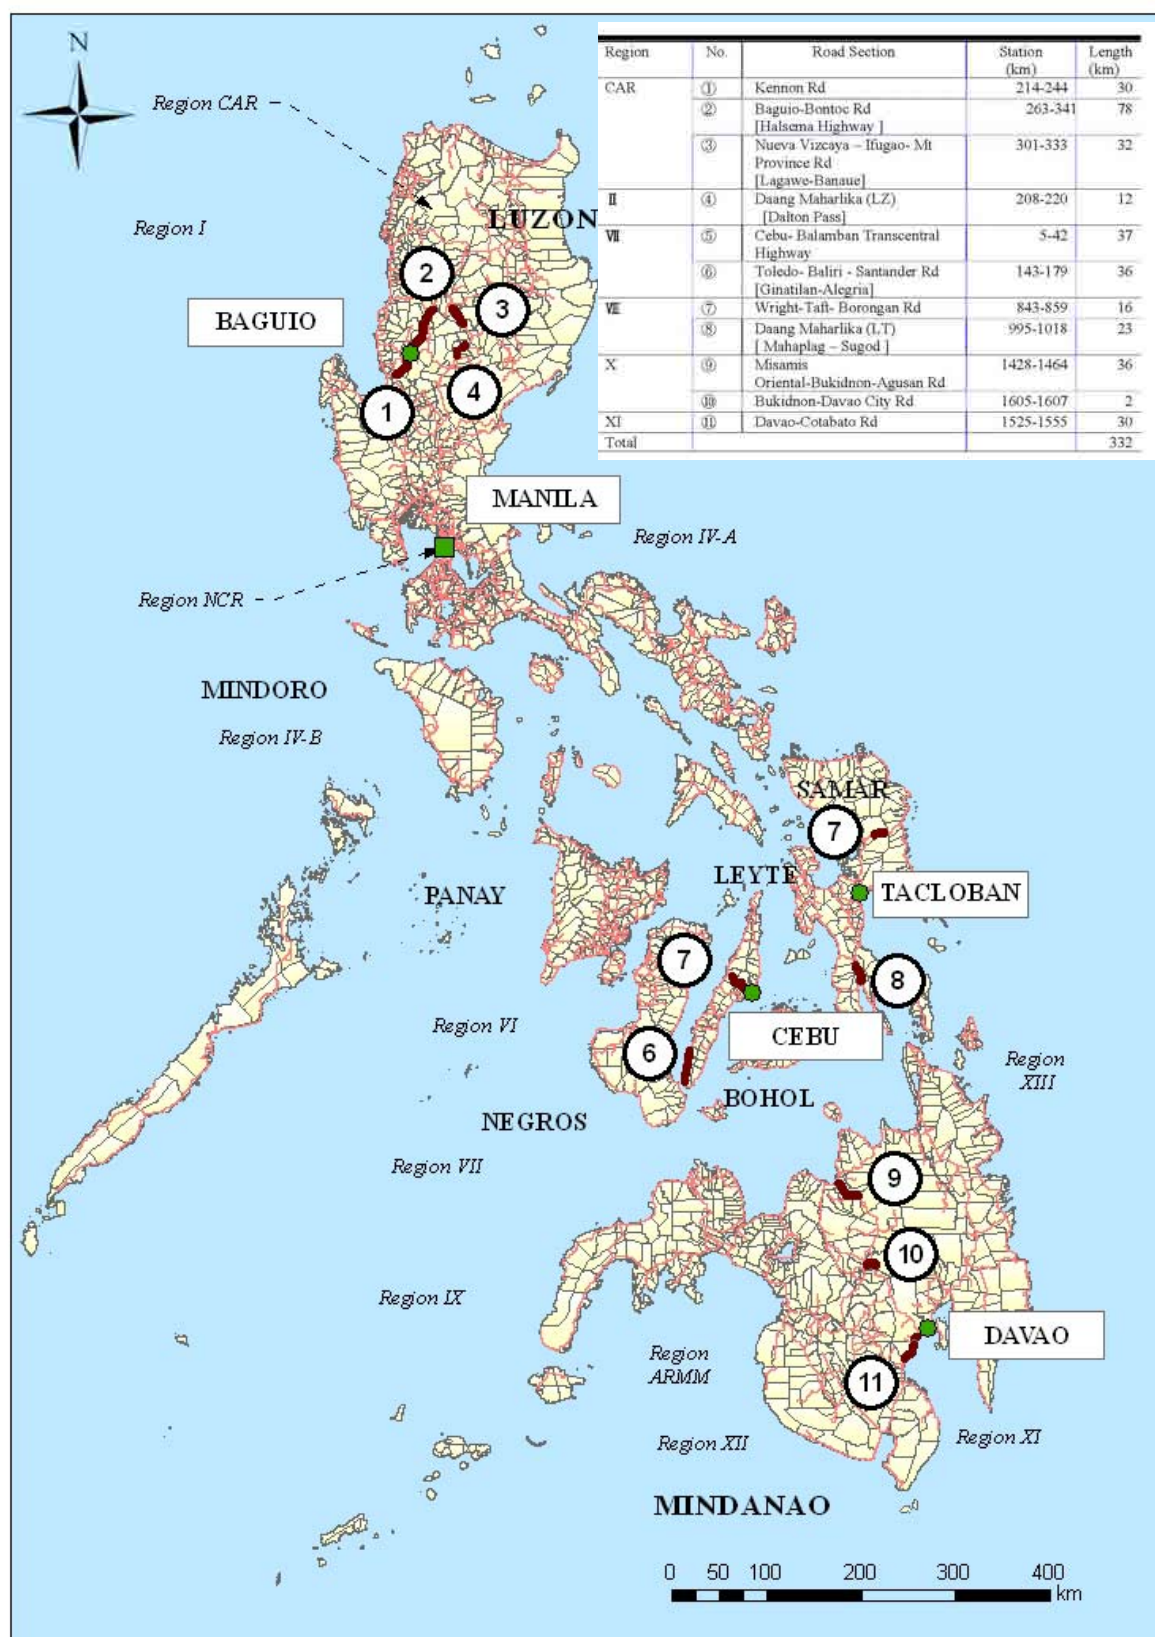 N
Region No. Road Section Station Length
(km) (km)
CAR ① Kennon Rd 214-244 30
② Baguio-Bontoc Rd 263-341 78
[Halsema Highway ]
③ Nueva Vizcaya – Ifugao- Mt 301-333 32
Province Rd
[Lagawe-Banaue]
Ⅱ ④ Daang Maharlika (LZ) 208-220 12
[Dalton Pass]
Ⅶ ⑤ Cebu- Balamban Transcentral 5-42 37
Highway
⑥ Toledo- Baliri - Santander Rd 143-179 36
[Ginatilan-Alegria]
Ⅷ ⑦ Wright-Taft- Borongan Rd 843-859 16
⑧ Daang Maharlika (LT) 995-1018 23
[ Mahaplag – Sugod ]
X ⑨ Misamis 1428-1464 36
Oriental-Bukidnon-Agusan Rd
⑩ Bukidnon-Davao City Rd 1605-1607 2
XI ⑪ Davao-Cotabato Rd 1525-1555 30
Total 332
Region CAR
LUZON
Region I
2
3
BAGUIO
4
1
MANILA
Region IV-A
Region NCR
MINDORO
Region IV-B
SAMAR
7
LEYTE
TACLOBAN
PANAY
7
8
Region VI
CEBU
6
Region
XIII
BOHOL
NEGROS
Region VII
9
10
Region IX
DAVAO
Region
ARMM
11
Region XII
Region XI
MINDANAO
0 50 100 200 300 400
km